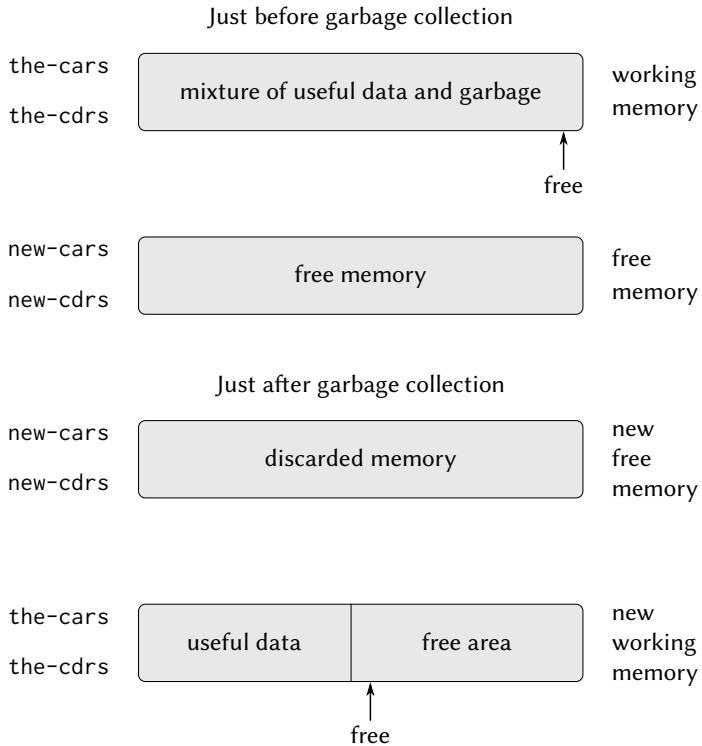 Just before garbage collection
the-cars
the-cdrs
mixture of useful data and garbage
working
memory
free
new-cars
new-cdrs
free memory
free
memory
Just after garbage collection
new-cars
new-cdrs
discarded memory
new
free
memory
the-cars
the-cdrs
useful data
free area
new
working
memory
free